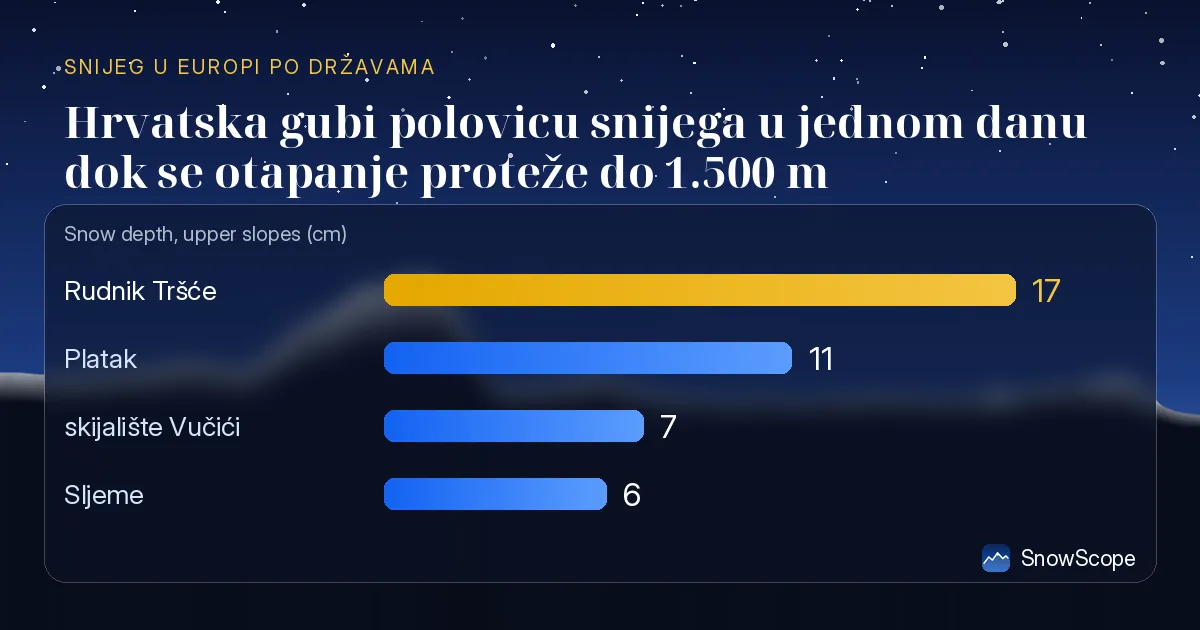 SNIJEG U EUROPI PO DRŽAVAMA
Hrvatska gubi polovicu snijega u jednom danu
dok se otapanje proteže do 1.500 m
Snow depth, upper slopes (cm)
Rudnik Tršće 17
Platak 11
skijalište Vučići 7
Sljeme 6
SnowScope